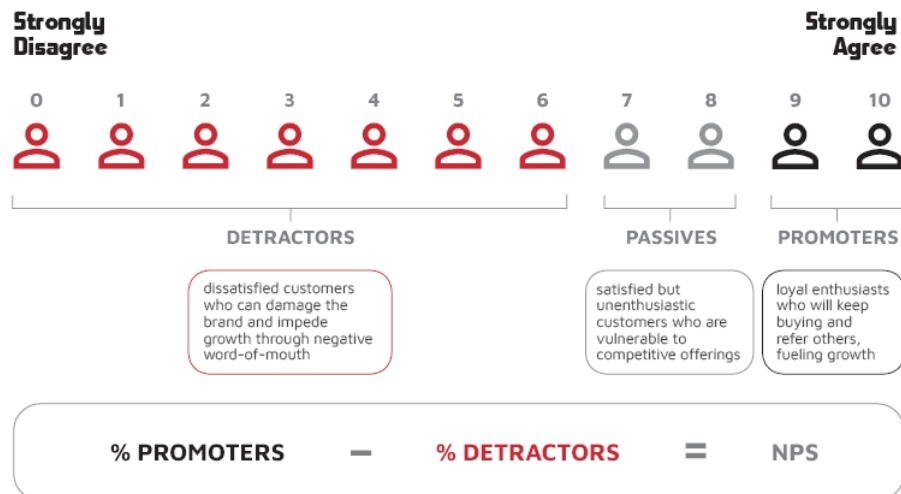 Strongly
Disagree
Strongly
Agree
0 1 2 3 4 5 6 7 8 9 10
DETRACTORS
PASSIVES
PROMOTERS
dissatisfied customers
who can damage the
brand and impede
growth through negative
word-of-mouth
satisfied but
unenthusiastic
customers who are
vulnerable to
competitive offerings
loyal enthusiasts
who will keep
buying and
refer others,
fueling growth
% PROMOTERS – % DETRACTORS = NPS